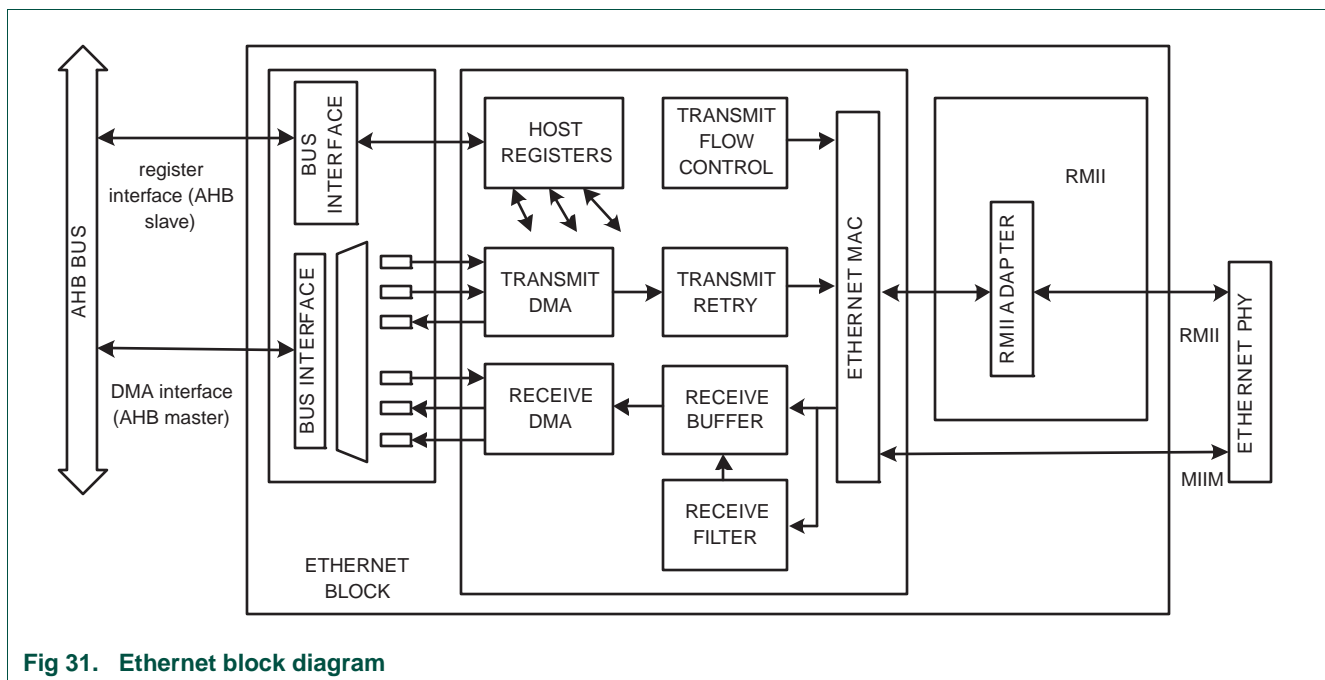 AHB BUS
register
interface (AHB
slave)
DMA interface
(AHB master)
BUS
INTERFACE
BUS INTERFACE
ETHERNET
BLOCK
HOST
REGISTERS
TRANSMIT
FLOW
CONTROL
TRANSMIT
DMA
TRANSMIT
RETRY
RECEIVE
DMA
RECEIVE
BUFFER
RECEIVE
FILTER
ETHERNET MAC
RMII
RMII ADAPTER
RMII
MIIM
ETHERNET PHY
Fig 31. Ethernet block diagram